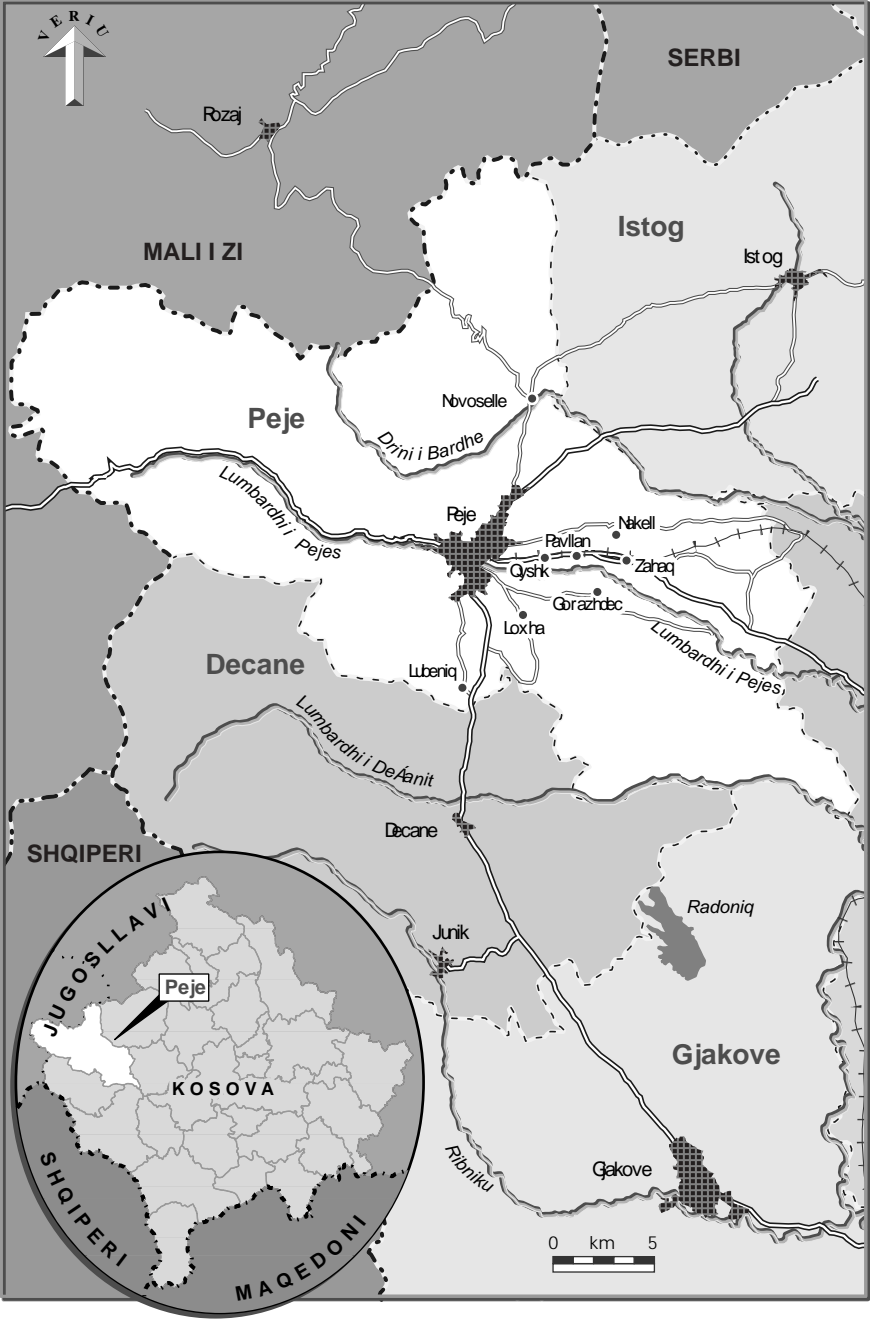 VERIU
SERBI
Rozaj
Istog
MALI I ZI
Istog
Peje
Novoselle
Drini i Bardhe
Lumbardhi i Pejes
Peje
Nakell
Pavllan
Qyshk
Zahaq
Gorazhdec
Loxha
Lumbardhi i Pejes
Decane
Lubeniq
Lumbardhi i DeÁanit
Decane
SHQIPERI
Radoniq
Junik
JUGOSLLAVI
Peje
Gjakove
KOSOVA
Ribniku
Gjakove
SHQIPERI
MAQEDONI
0 km 5